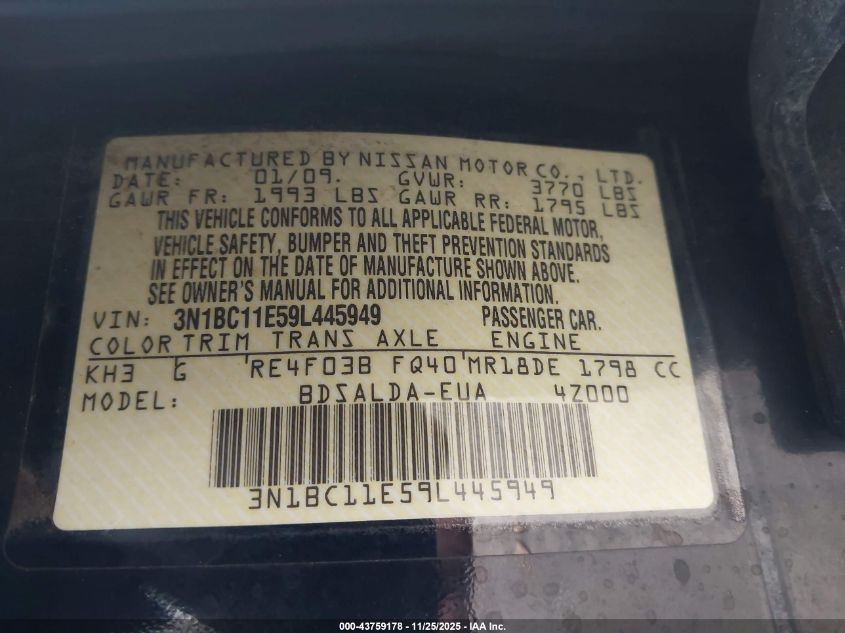 MANUFACTURED BY NISSAN MOTOR CO., LTD.
DATE: 01/09. GVWR: 3770 LBS
GAWR FR: 1993 LBS GAWR RR: 1795 LBS
THIS VEHICLE CONFORMS TO ALL APPLICABLE FEDERAL MOTOR,
VEHICLE SAFETY, BUMPER AND THEFT PREVENTION STANDARDS
IN EFFECT ON THE DATE OF MANUFACTURE SHOWN ABOVE.
SEE OWNER'S MANUAL FOR ADDITIONAL INFORMATION.
VIN: 3N1BC11E59L445949 PASSENGER CAR.
COLOR TRIM TRANS AXLE ENGINE
KH3 G RE4F03B FQ40 MR18DE 1798 CC
MODEL: BDSALDA-EUA 4Z000
3N1BC11E59L445949
000-43759178 - 11/25/2025 - IAA Inc.